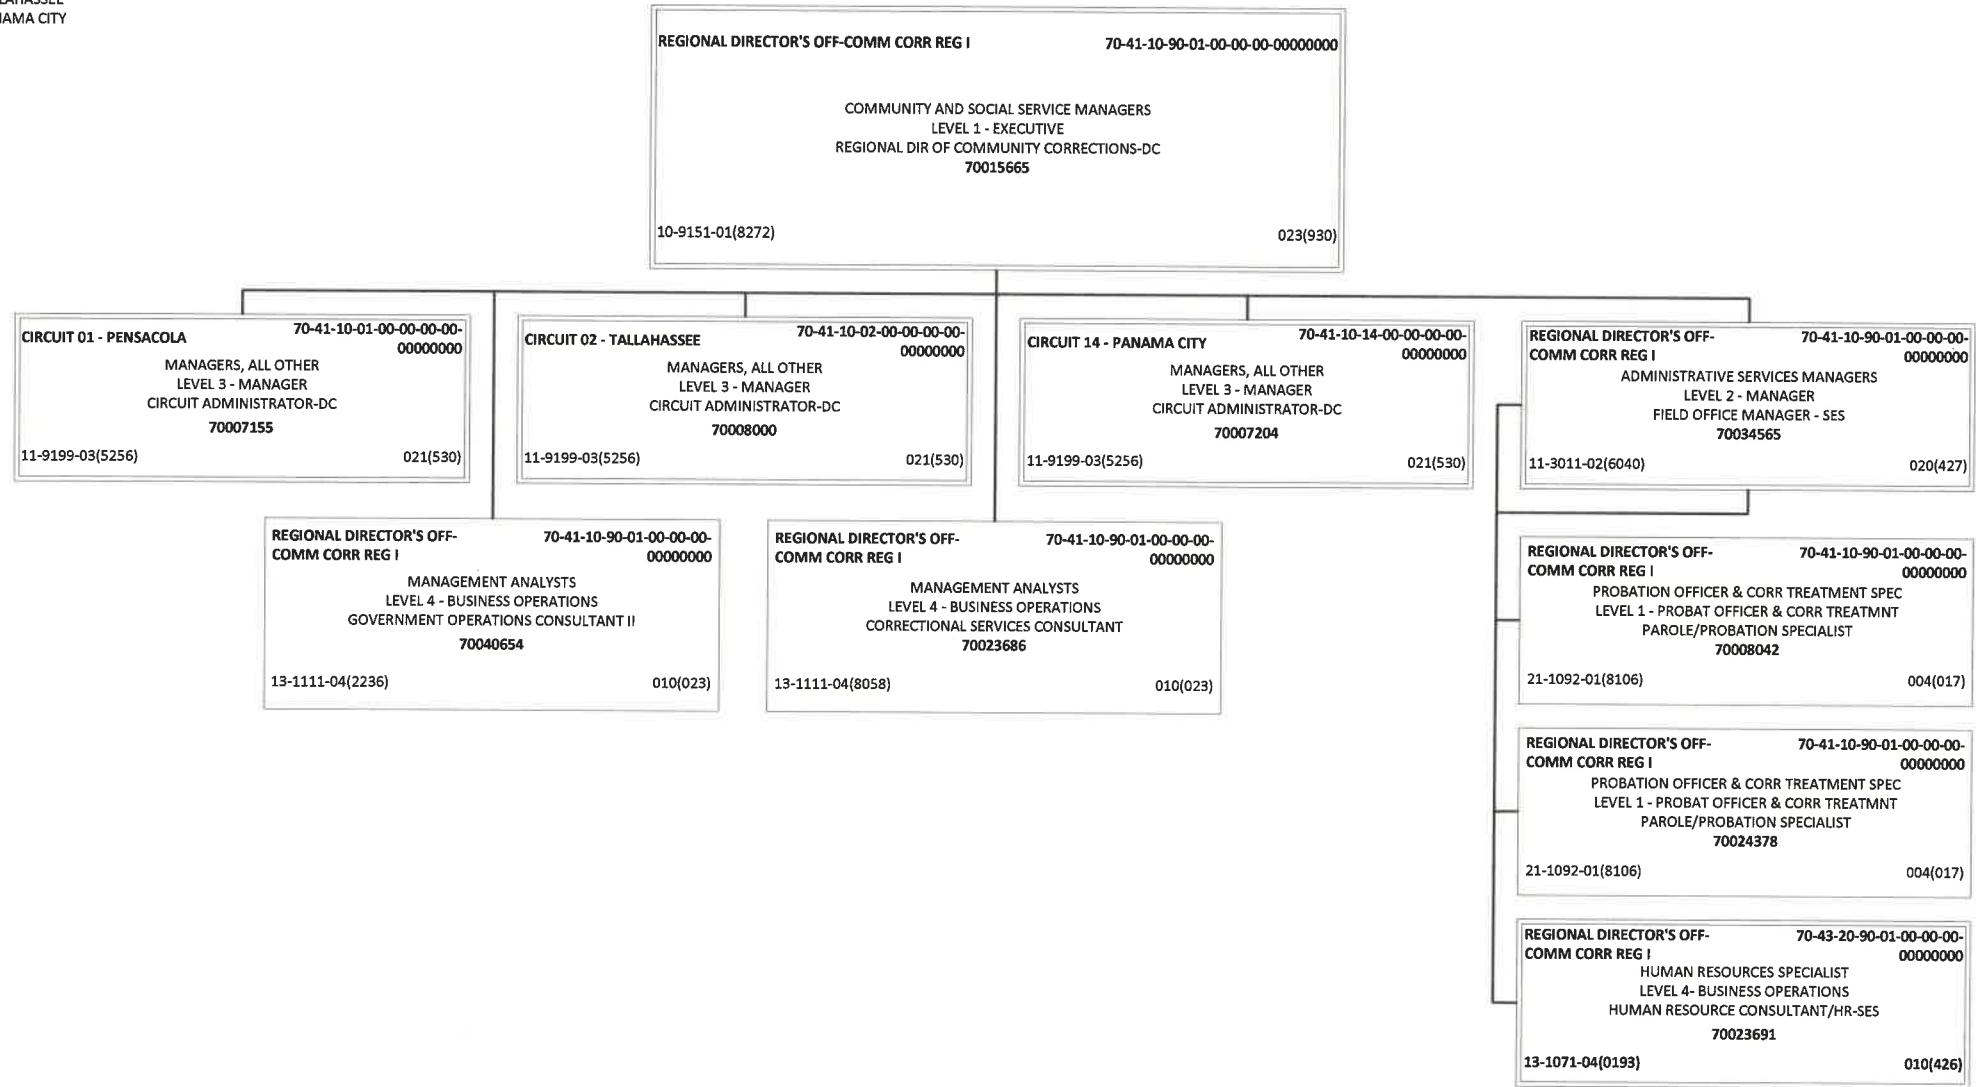 PANAMA CITY
REGIONAL DIRECTOR'S OFF-COMM CORR REG I 70-41-10-90-01-00-00-00-00000000
COMMUNITY AND SOCIAL SERVICE MANAGERS
LEVEL 1 - EXECUTIVE
REGIONAL DIR OF COMMUNITY CORRECTIONS-DC
70015665
10-9151-01(8272) 023(930)
CIRCUIT 01 - PENSACOLA 70-41-10-01-00-00-00-00-
00000000
MANAGERS, ALL OTHER
LEVEL 3 - MANAGER
CIRCUIT ADMINISTRATOR-DC
70007155
11-9199-03(5256) 021(530)
CIRCUIT 02 - TALLAHASSEE 70-41-10-02-00-00-00-00-
00000000
MANAGERS, ALL OTHER
LEVEL 3 - MANAGER
CIRCUIT ADMINISTRATOR-DC
70008000
11-9199-03(5256) 021(530)
CIRCUIT 14 - PANAMA CITY 70-41-10-14-00-00-00-00-
00000000
MANAGERS, ALL OTHER
LEVEL 3 - MANAGER
CIRCUIT ADMINISTRATOR-DC
70007204
11-9199-03(5256) 021(530)
REGIONAL DIRECTOR'S OFF- 70-41-10-90-01-00-00-00-
COMM CORR REG I 00000000
ADMINISTRATIVE SERVICES MANAGERS
LEVEL 2 - MANAGER
FIELD OFFICE MANAGER - SES
70034565
11-3011-02(6040) 020(427)
REGIONAL DIRECTOR'S OFF- 70-41-10-90-01-00-00-00-
COMM CORR REG I 00000000
MANAGEMENT ANALYSTS
LEVEL 4 - BUSINESS OPERATIONS
GOVERNMENT OPERATIONS CONSULTANT II
70040654
13-1111-04(2236) 010(023)
REGIONAL DIRECTOR'S OFF- 70-41-10-90-01-00-00-00-
COMM CORR REG I 00000000
MANAGEMENT ANALYSTS
LEVEL 4 - BUSINESS OPERATIONS
CORRECTIONAL SERVICES CONSULTANT
70023686
13-1111-04(8058) 010(023)
REGIONAL DIRECTOR'S OFF- 70-41-10-90-01-00-00-00-
COMM CORR REG I 00000000
PROBATION OFFICER & CORR TREATMENT SPEC
LEVEL 1 - PROBAT OFFICER & CORR TREATMNT
PAROLE/PROBATION SPECIALIST
70008042
21-1092-01(8106) 004(017)
REGIONAL DIRECTOR'S OFF- 70-41-10-90-01-00-00-00-
COMM CORR REG I 00000000
PROBATION OFFICER & CORR TREATMENT SPEC
LEVEL 1 - PROBAT OFFICER & CORR TREATMNT
PAROLE/PROBATION SPECIALIST
70024378
21-1092-01(8106) 004(017)
REGIONAL DIRECTOR'S OFF- 70-43-20-90-01-00-00-00-
COMM CORR REG I 00000000
HUMAN RESOURCES SPECIALIST
LEVEL 4- BUSINESS OPERATIONS
HUMAN RESOURCE CONSULTANT/HR-SES
70023691
13-1071-04(0193) 010(426)